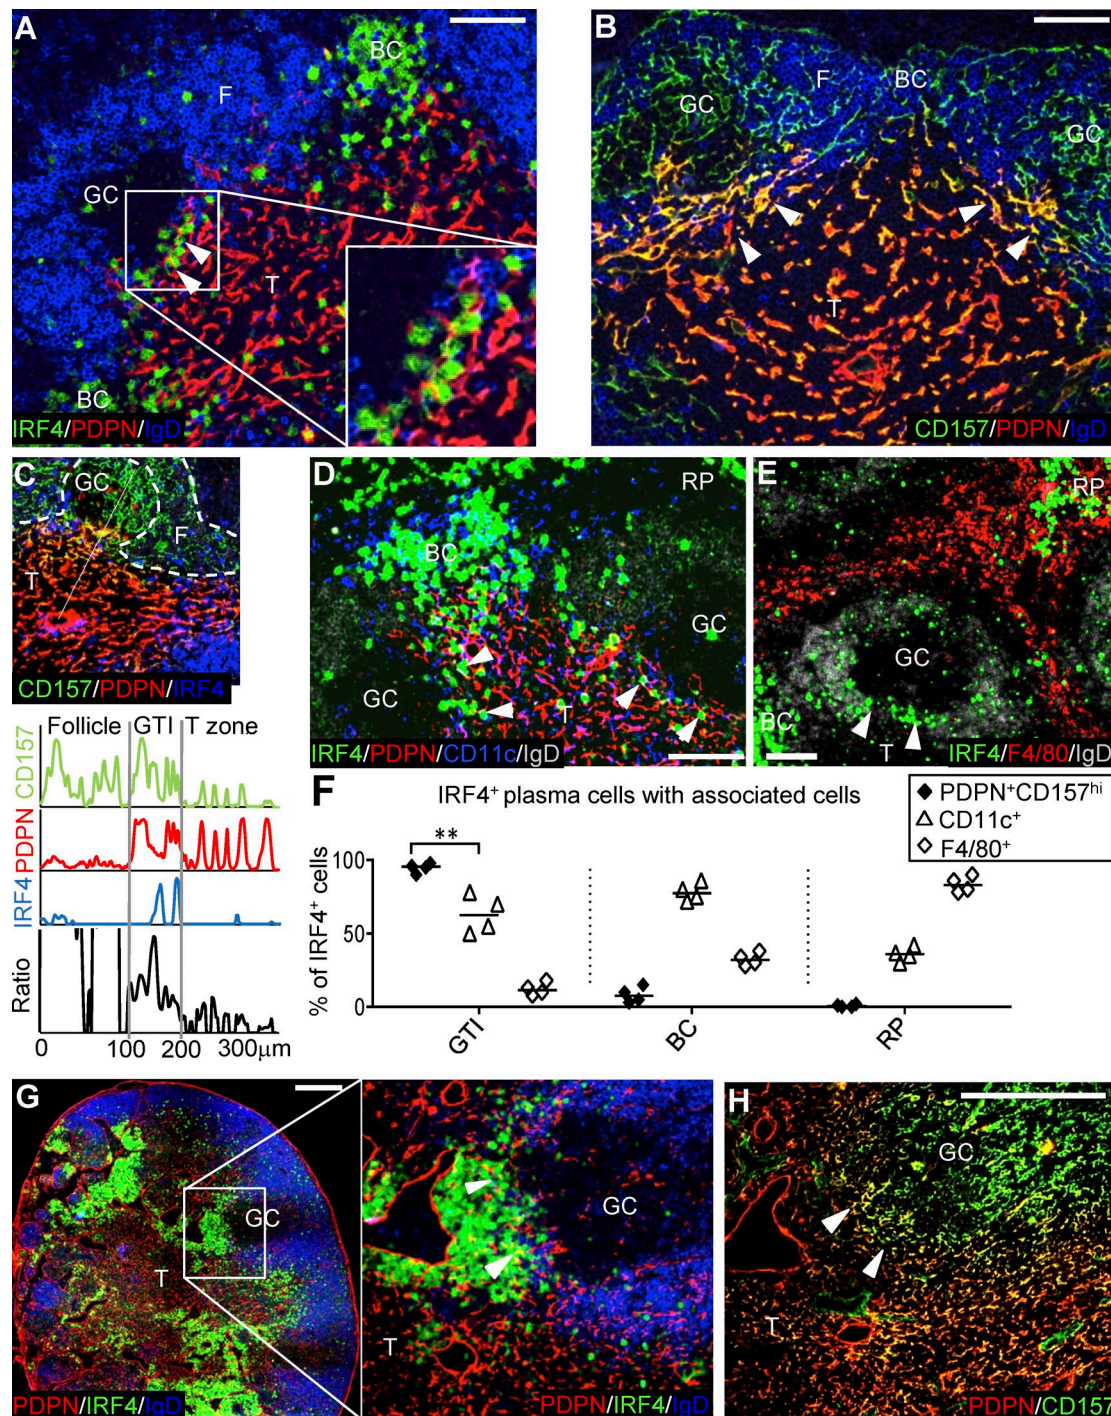 A
BC
F
GC
T
BC
IRF4/PDPN/IgD
B
F
BC
GC
GC
T
CD157/PDPN/IgD
C
GC
F
T
CD157/PDPN/IRF4
D
RP
BC
GC
GC
T
IRF4/PDPN/CD11c/IgD
E
RP
GC
BC
T
IRF4/F4/80/IgD
Follicle GTI T zone
CD157
PDPN
IRF4
Ratio
0 100 200 300μm
F
IRF4⁺ plasma cells with associated cells
PDPN⁺CD157ʰⁱ
CD11c⁺
F4/80⁺
**
% of IRF4⁺ cells
100
50
0
GTI
BC
RP
G
GC
T
PDPN/IRF4/IgD
GC
T
PDPN/IRF4/IgD
H
GC
T
PDPN/CD157